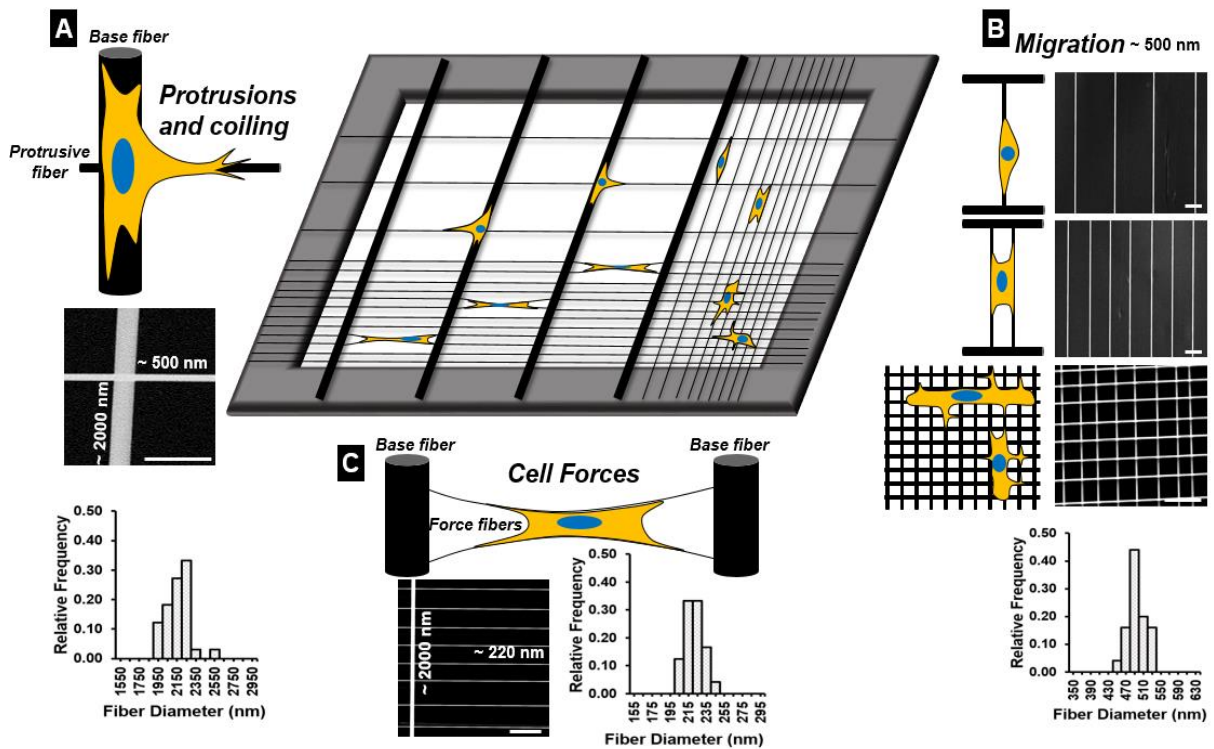 A
Base fiber
Protrusions
and coiling
Protrusive
fiber
~ 500 nm
~ 2000 nm
0.50
0.40
0.30
0.20
0.10
0.00
Relative Frequency
1550
1750
1950
2150
2350
2550
2750
2950
Fiber Diameter (nm)
B
Migration ~ 500 nm
0.50
0.40
0.30
0.20
0.10
0.00
Relative Frequency
350
390
430
470
510
550
590
630
Fiber Diameter (nm)
C
Base fiber
Base fiber
Cell Forces
Force fibers
~ 2000 nm
~ 220 nm
0.50
0.40
0.30
0.20
0.10
0.00
Relative Frequency
155
175
195
215
235
255
275
295
Fiber Diameter (nm)